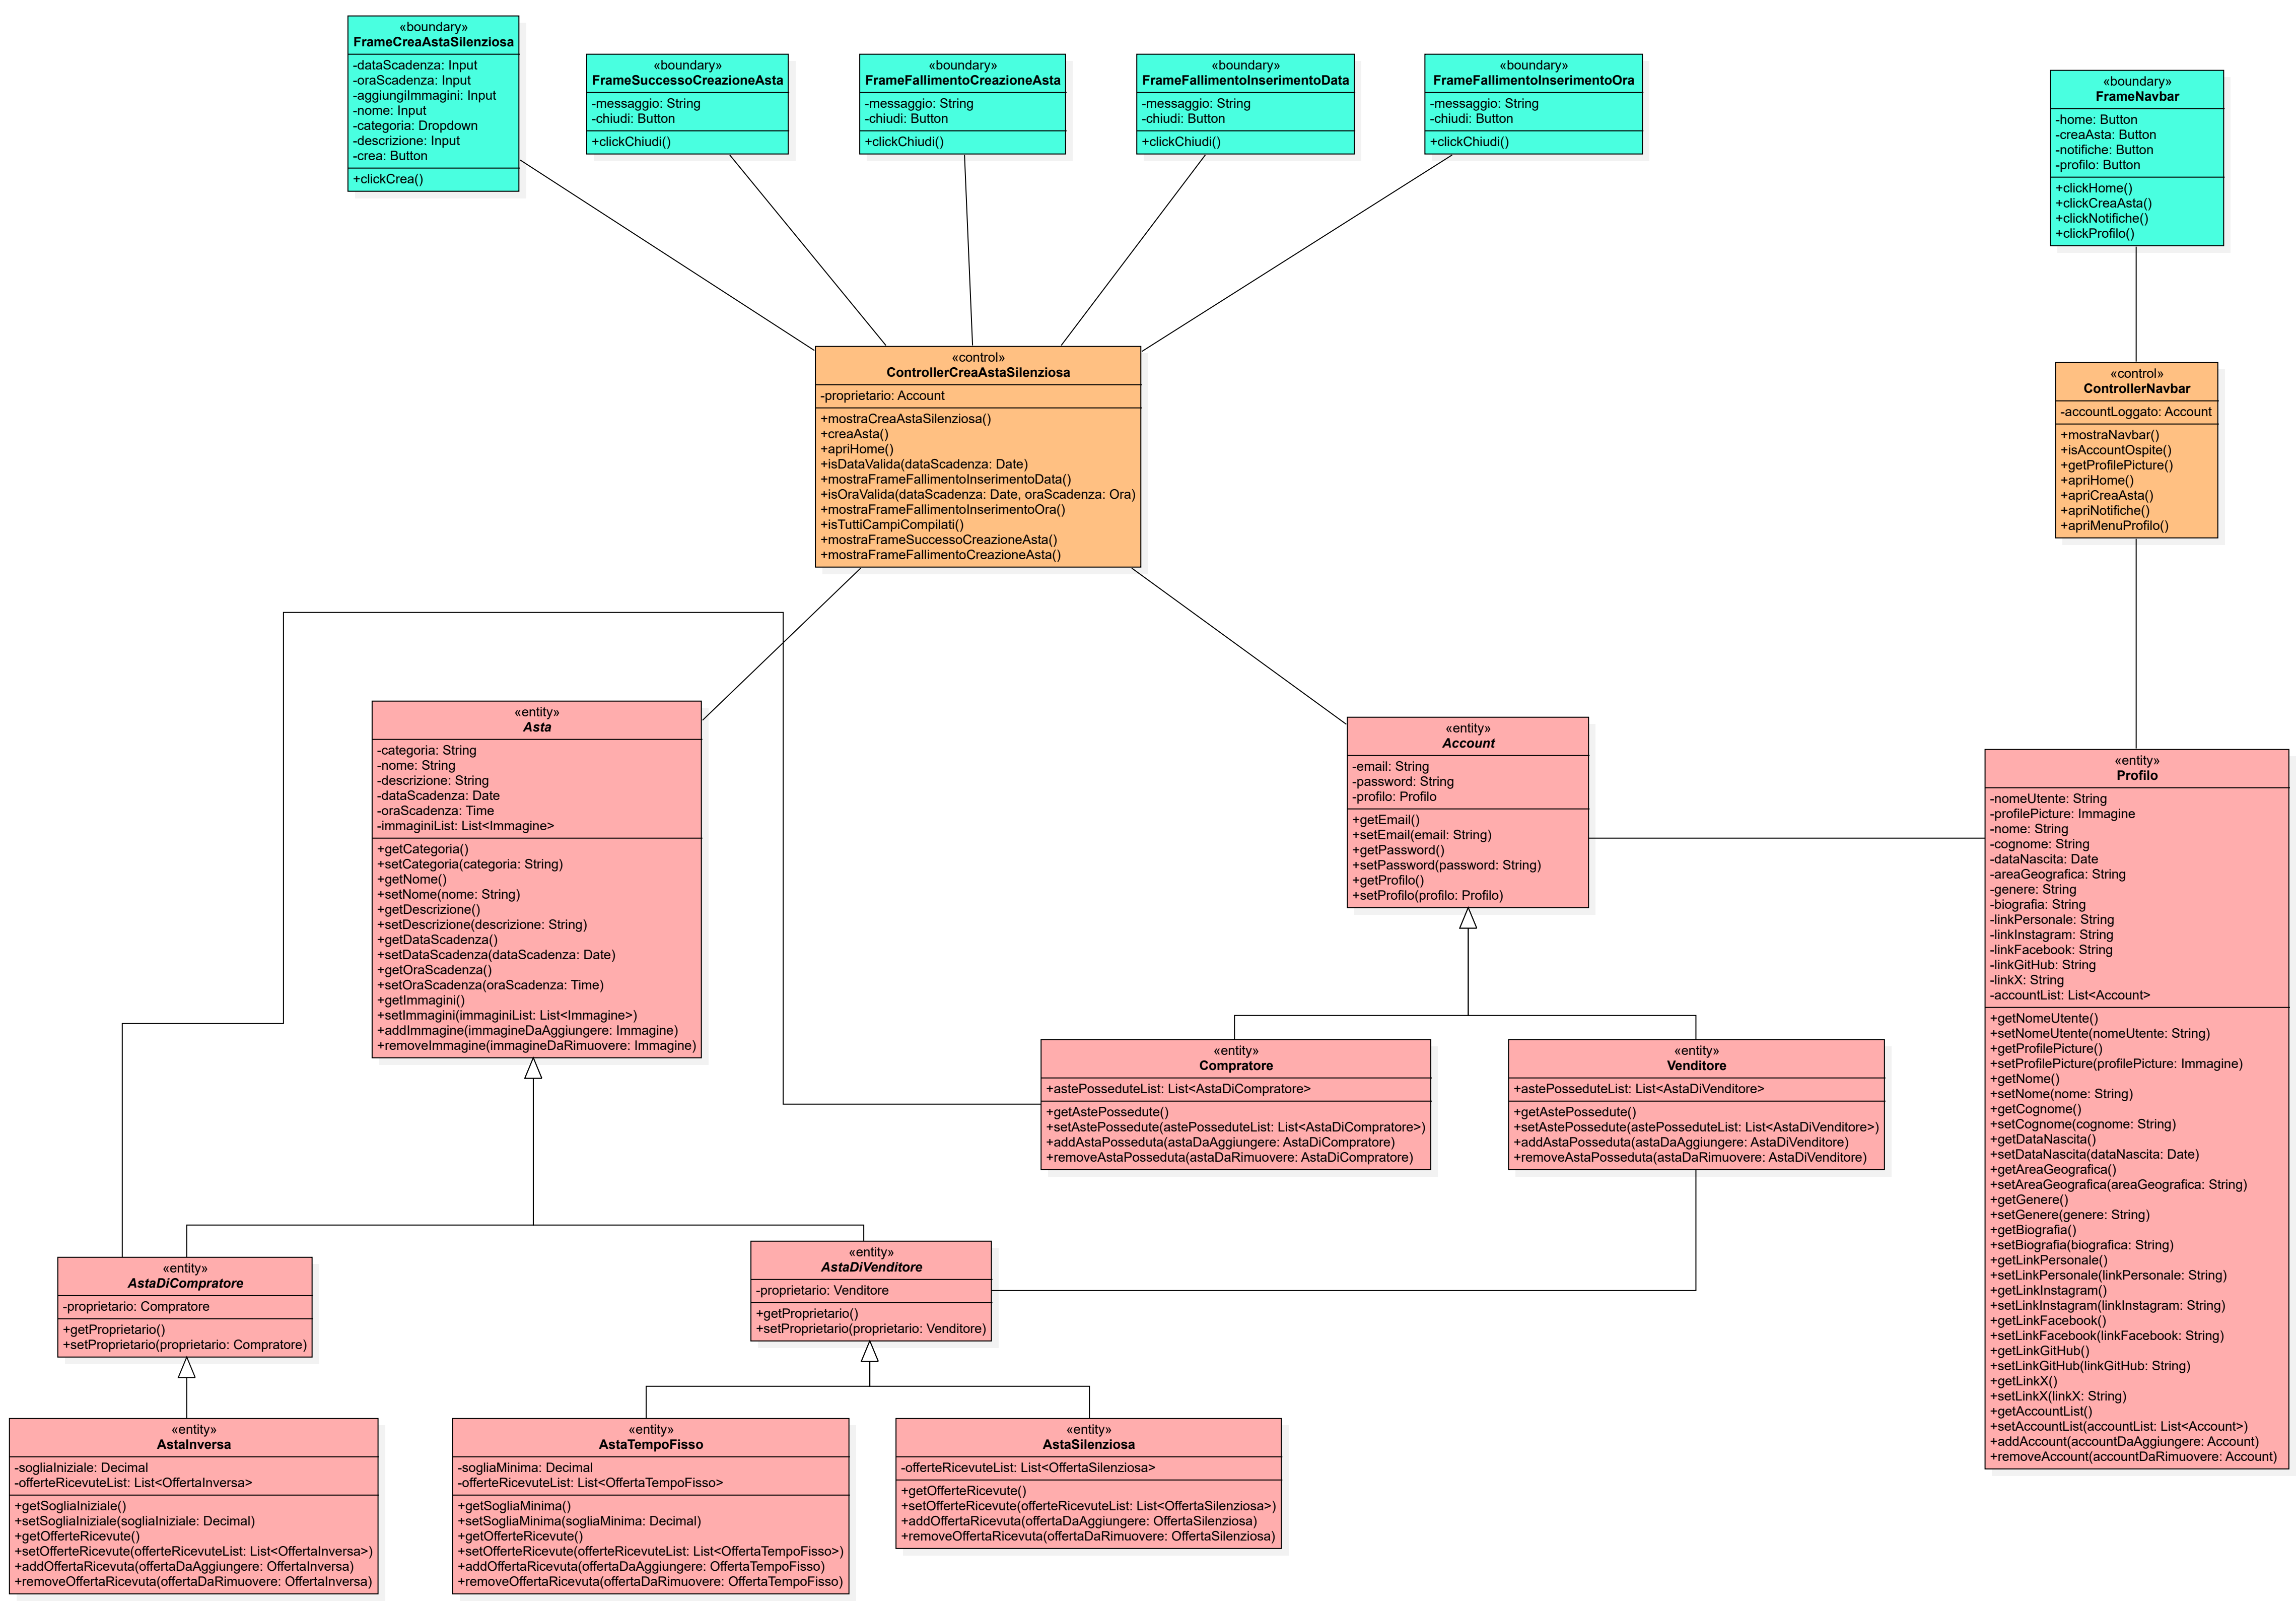 «boundary»
FrameCreaAstaSilenziosa
-dataScadenza: Input
-oraScadenza: Input
-aggiungiImmagini: Input
-nome: Input
-categoria: Dropdown
-descrizione: Input
-crea: Button
+clickCrea()
«boundary»
FrameSuccessoCreazioneAsta
-messaggio: String
-chiudi: Button
+clickChiudi()
«boundary»
FrameFallimentoCreazioneAsta
-messaggio: String
-chiudi: Button
+clickChiudi()
«boundary»
FrameFallimentoInserimentoData
-messaggio: String
-chiudi: Button
+clickChiudi()
«boundary»
FrameFallimentoInserimentoOra
-messaggio: String
-chiudi: Button
+clickChiudi()
«boundary»
FrameNavbar
-home: Button
-creaAsta: Button
-notifiche: Button
-profilo: Button
+clickHome()
+clickCreaAsta()
+clickNotifiche()
+clickProfilo()
«control»
ControllerCreaAstaSilenziosa
-proprietario: Account
+mostraCreaAstaSilenziosa()
+creaAsta()
+apriHome()
+isDataValida(dataScadenza: Date)
+mostraFrameFallimentoInserimentoData()
+isOraValida(dataScadenza: Date, oraScadenza: Ora)
+mostraFrameFallimentoInserimentoOra()
+isTuttiCampiCompilati()
+mostraFrameSuccessoCreazioneAsta()
+mostraFrameFallimentoCreazioneAsta()
«control»
ControllerNavbar
-accountLoggato: Account
+mostraNavbar()
+isAccountOspite()
+getProfilePicture()
+apriHome()
+apriCreaAsta()
+apriNotifiche()
+apriMenuProfilo()
«entity»
Asta
-categoria: String
-nome: String
-descrizione: String
-dataScadenza: Date
-oraScadenza: Time
-immaginiList: List<Immagine>
+getCategoria()
+setCategoria(categoria: String)
+getNome()
+setNome(nome: String)
+getDescrizione()
+setDescrizione(descrizione: String)
+getDataScadenza()
+setDataScadenza(dataScadenza: Date)
+getOraScadenza()
+setOraScadenza(oraScadenza: Time)
+getImmagini()
+setImmagini(immaginiList: List<Immagine>)
+addImmagine(immagineDaAggiungere: Immagine)
+removeImmagine(immagineDaRimuovere: Immagine)
«entity»
Account
-email: String
-password: String
-profilo: Profilo
+getEmail()
+setEmail(email: String)
+getPassword()
+setPassword(password: String)
+getProfilo()
+setProfilo(profilo: Profilo)
«entity»
Profilo
-nomeUtente: String
-profilePicture: Immagine
-nome: String
-cognome: String
-dataNascita: Date
-areaGeografica: String
-genere: String
-biografia: String
-linkPersonale: String
-linkInstagram: String
-linkFacebook: String
-linkGitHub: String
-linkX: String
-accountList: List<Account>
+getNomeUtente()
+setNomeUtente(nomeUtente: String)
+getProfilePicture()
+setProfilePicture(profilePicture: Immagine)
+getNome()
+setNome(nome: String)
+getCognome()
+setCognome(cognome: String)
+getDataNascita()
+setDataNascita(dataNascita: Date)
+getAreaGeografica()
+setAreaGeografica(areaGeografica: String)
+getGenere()
+setGenere(genere: String)
+getBiografia()
+setBiografia(biografica: String)
+getLinkPersonale()
+setLinkPersonale(linkPersonale: String)
+getLinkInstagram()
+setLinkInstagram(linkInstagram: String)
+getLinkFacebook()
+setLinkFacebook(linkFacebook: String)
+getLinkGitHub()
+setLinkGitHub(linkGitHub: String)
+getLinkX()
+setLinkX(linkX: String)
+getAccountList()
+setAccountList(accountList: List<Account>)
+addAccount(accountDaAggiungere: Account)
+removeAccount(accountDaRimuovere: Account)
«entity»
Compratore
+astePosseduteList: List<AstaDiCompratore>
+getAstePossedute()
+setAstePossedute(astePosseduteList: List<AstaDiCompratore>)
+addAstaPosseduta(astaDaAggiungere: AstaDiCompratore)
+removeAstaPosseduta(astaDaRimuovere: AstaDiCompratore)
«entity»
Venditore
+astePosseduteList: List<AstaDiVenditore>
+getAstePossedute()
+setAstePossedute(astePosseduteList: List<AstaDiVenditore>)
+addAstaPosseduta(astaDaAggiungere: AstaDiVenditore)
+removeAstaPosseduta(astaDaRimuovere: AstaDiVenditore)
«entity»
AstaDiCompratore
-proprietario: Compratore
+getProprietario()
+setProprietario(proprietario: Compratore)
«entity»
AstaDiVenditore
-proprietario: Venditore
+getProprietario()
+setProprietario(proprietario: Venditore)
«entity»
AstaInversa
-sogliaIniziale: Decimal
-offerteRicevuteList: List<OffertaInversa>
+getSogliaIniziale()
+setSogliaIniziale(sogliaIniziale: Decimal)
+getOfferteRicevute()
+setOfferteRicevute(offerteRicevuteList: List<OffertaInversa>)
+addOffertaRicevuta(offertaDaAggiungere: OffertaInversa)
+removeOffertaRicevuta(offertaDaRimuovere: OffertaInversa)
«entity»
AstaTempoFisso
-sogliaMinima: Decimal
-offerteRicevuteList: List<OffertaTempoFisso>
+getSogliaMinima()
+setSogliaMinima(sogliaMinima: Decimal)
+getOfferteRicevute()
+setOfferteRicevute(offerteRicevuteList: List<OffertaTempoFisso>)
+addOffertaRicevuta(offertaDaAggiungere: OffertaTempoFisso)
+removeOffertaRicevuta(offertaDaRimuovere: OffertaTempoFisso)
«entity»
AstaSilenziosa
-offerteRicevuteList: List<OffertaSilenziosa>
+getOfferteRicevute()
+setOfferteRicevute(offerteRicevuteList: List<OffertaSilenziosa>)
+addOffertaRicevuta(offertaDaAggiungere: OffertaSilenziosa)
+removeOffertaRicevuta(offertaDaRimuovere: OffertaSilenziosa)